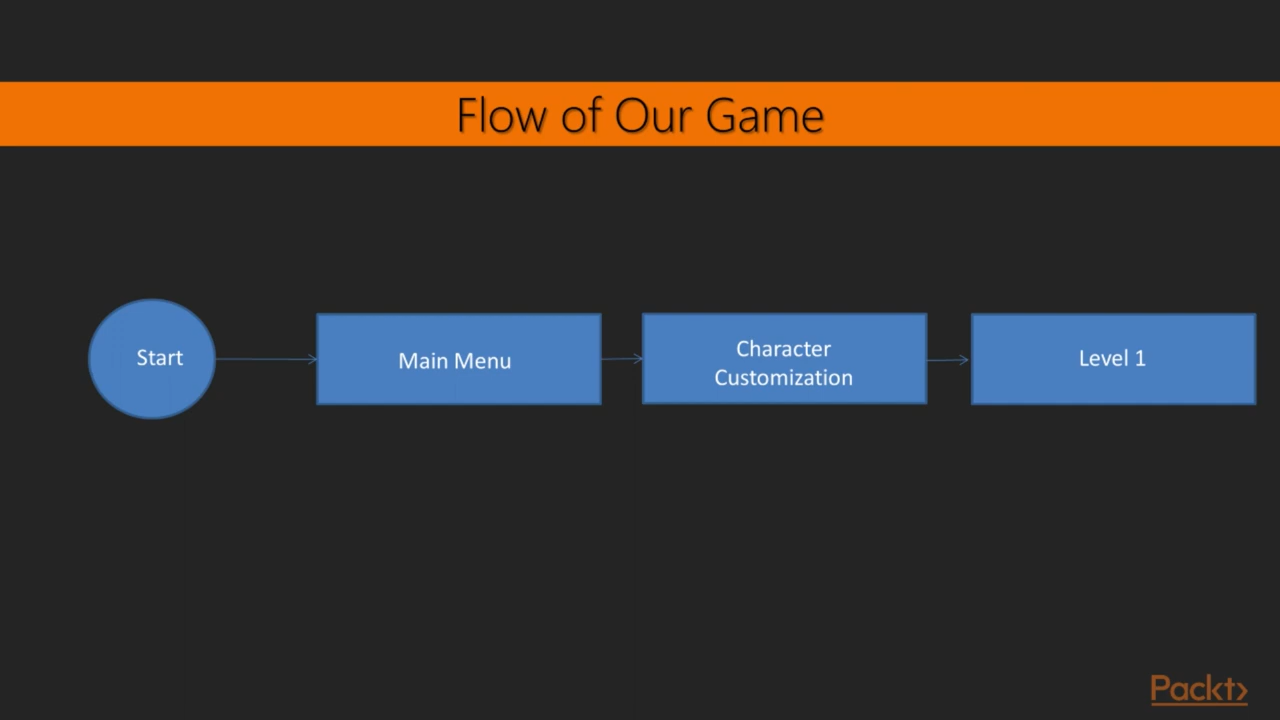 Flow of Our Game
Start
Main Menu
Character
Customization
Level 1
Packt>